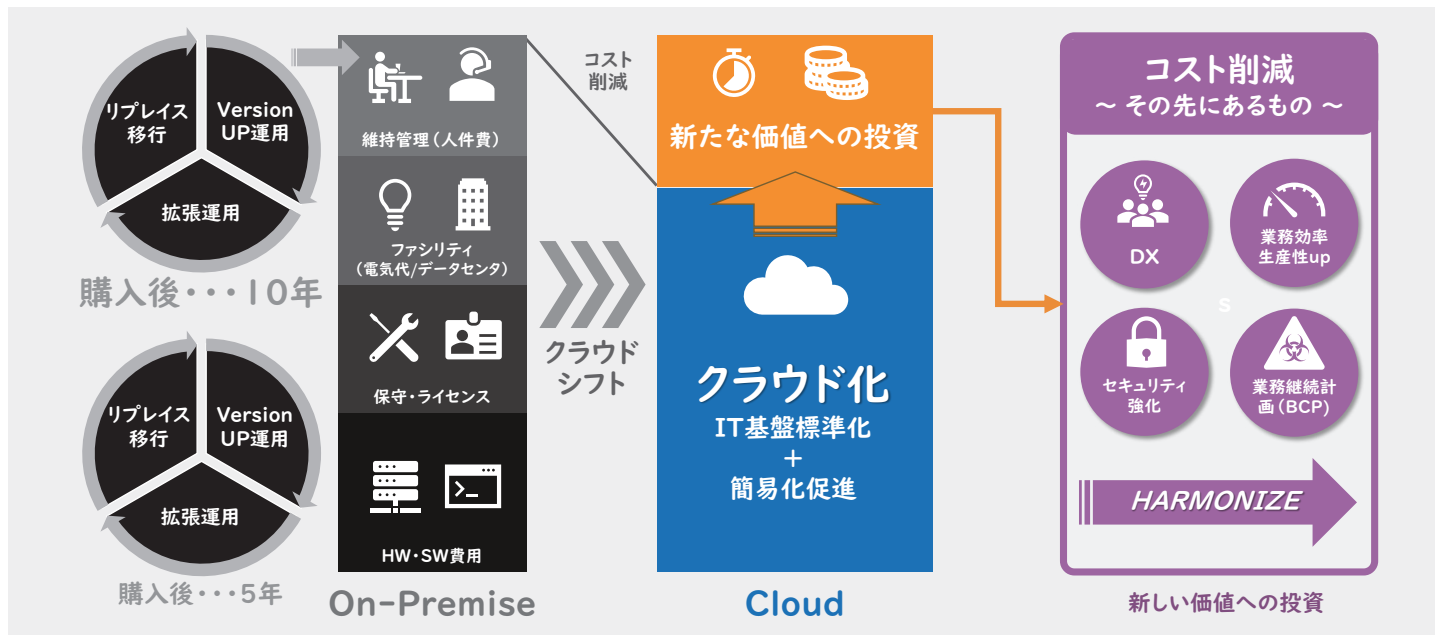 リプレイス
移行
Version
UP運用
拡張運用
購入後・・・10年
リプレイス
移行
Version
UP運用
拡張運用
購入後・・・5年
維持管理（人件費）
ファシリティ
（電気代/データセンタ）
保守・ライセンス
HW・SW費用
On-Premise
コスト
削減
クラウド
シフト
新たな価値への投資
クラウド化
IT基盤標準化
+
簡易化促進
Cloud
コスト削減
～ その先にあるもの ～
DX
業務効率
生産性up
s
セキュリティ
強化
業務継続計
画（BCP）
HARMONIZE
新しい価値への投資